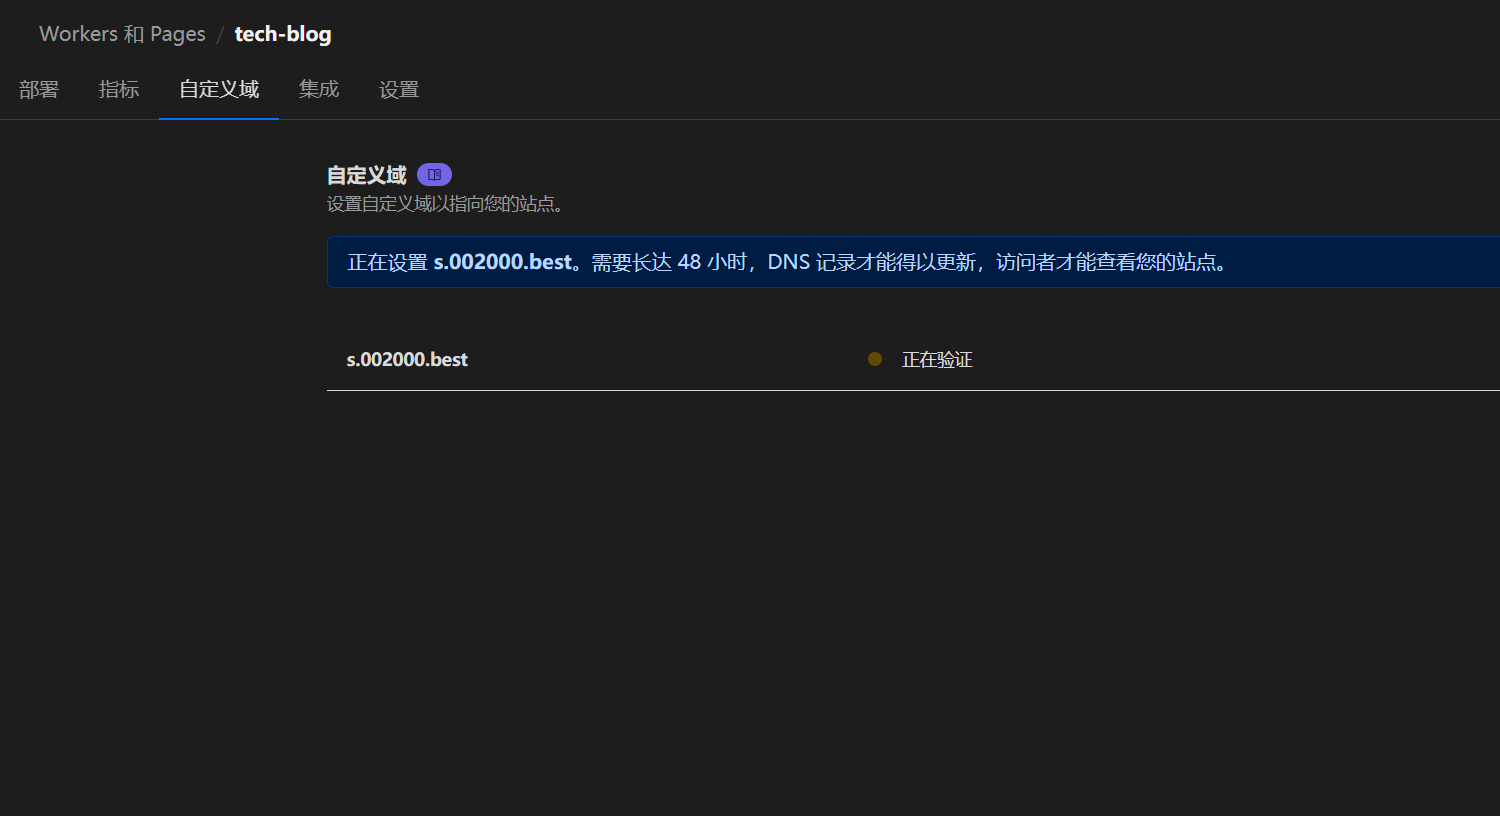 Workers 和 Pages / tech-blog
部署 指标 自定义域 集成 设置
自定义域
设置自定义域以指向您的站点。
正在设置 s.002000.best。需要长达 48 小时，DNS 记录才能得以更新，访问者才能查看您的站点。
s.002000.best 正在验证